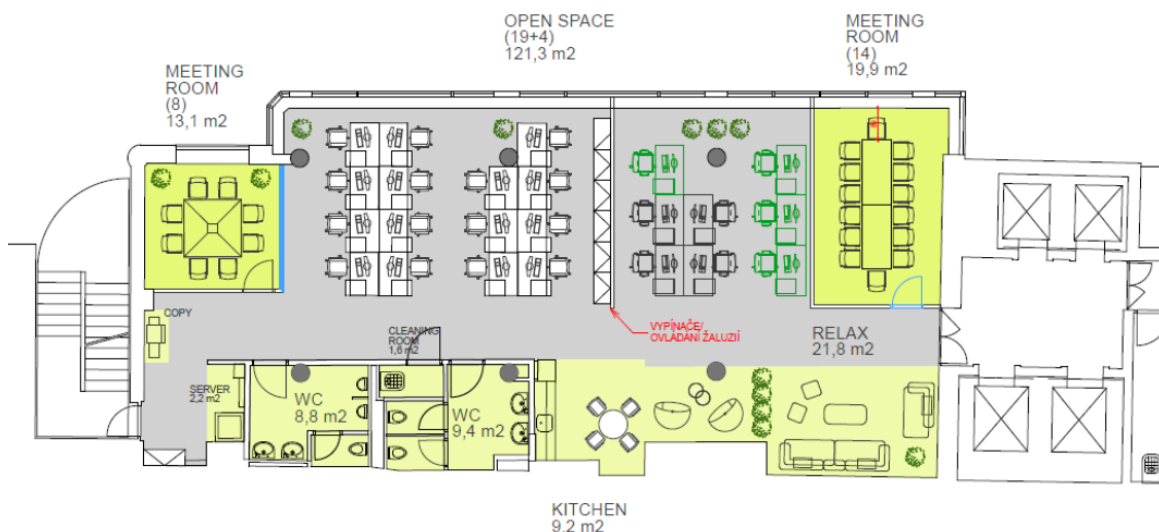 OPEN SPACE
(19+4)
121,3 m2
MEETING
ROOM
(14)
19,9 m2
MEETING
ROOM
(8)
13,1 m2
COPY
CLEANING
ROOM
1,6 m2
VYPÍNAČE/
OVLÁDÁNÍ ŽALUZIÍ
RELAX
21,8 m2
SERVER
2,2 m2
WC
8,8 m2
WC
9,4 m2
KITCHEN
9,2 m2